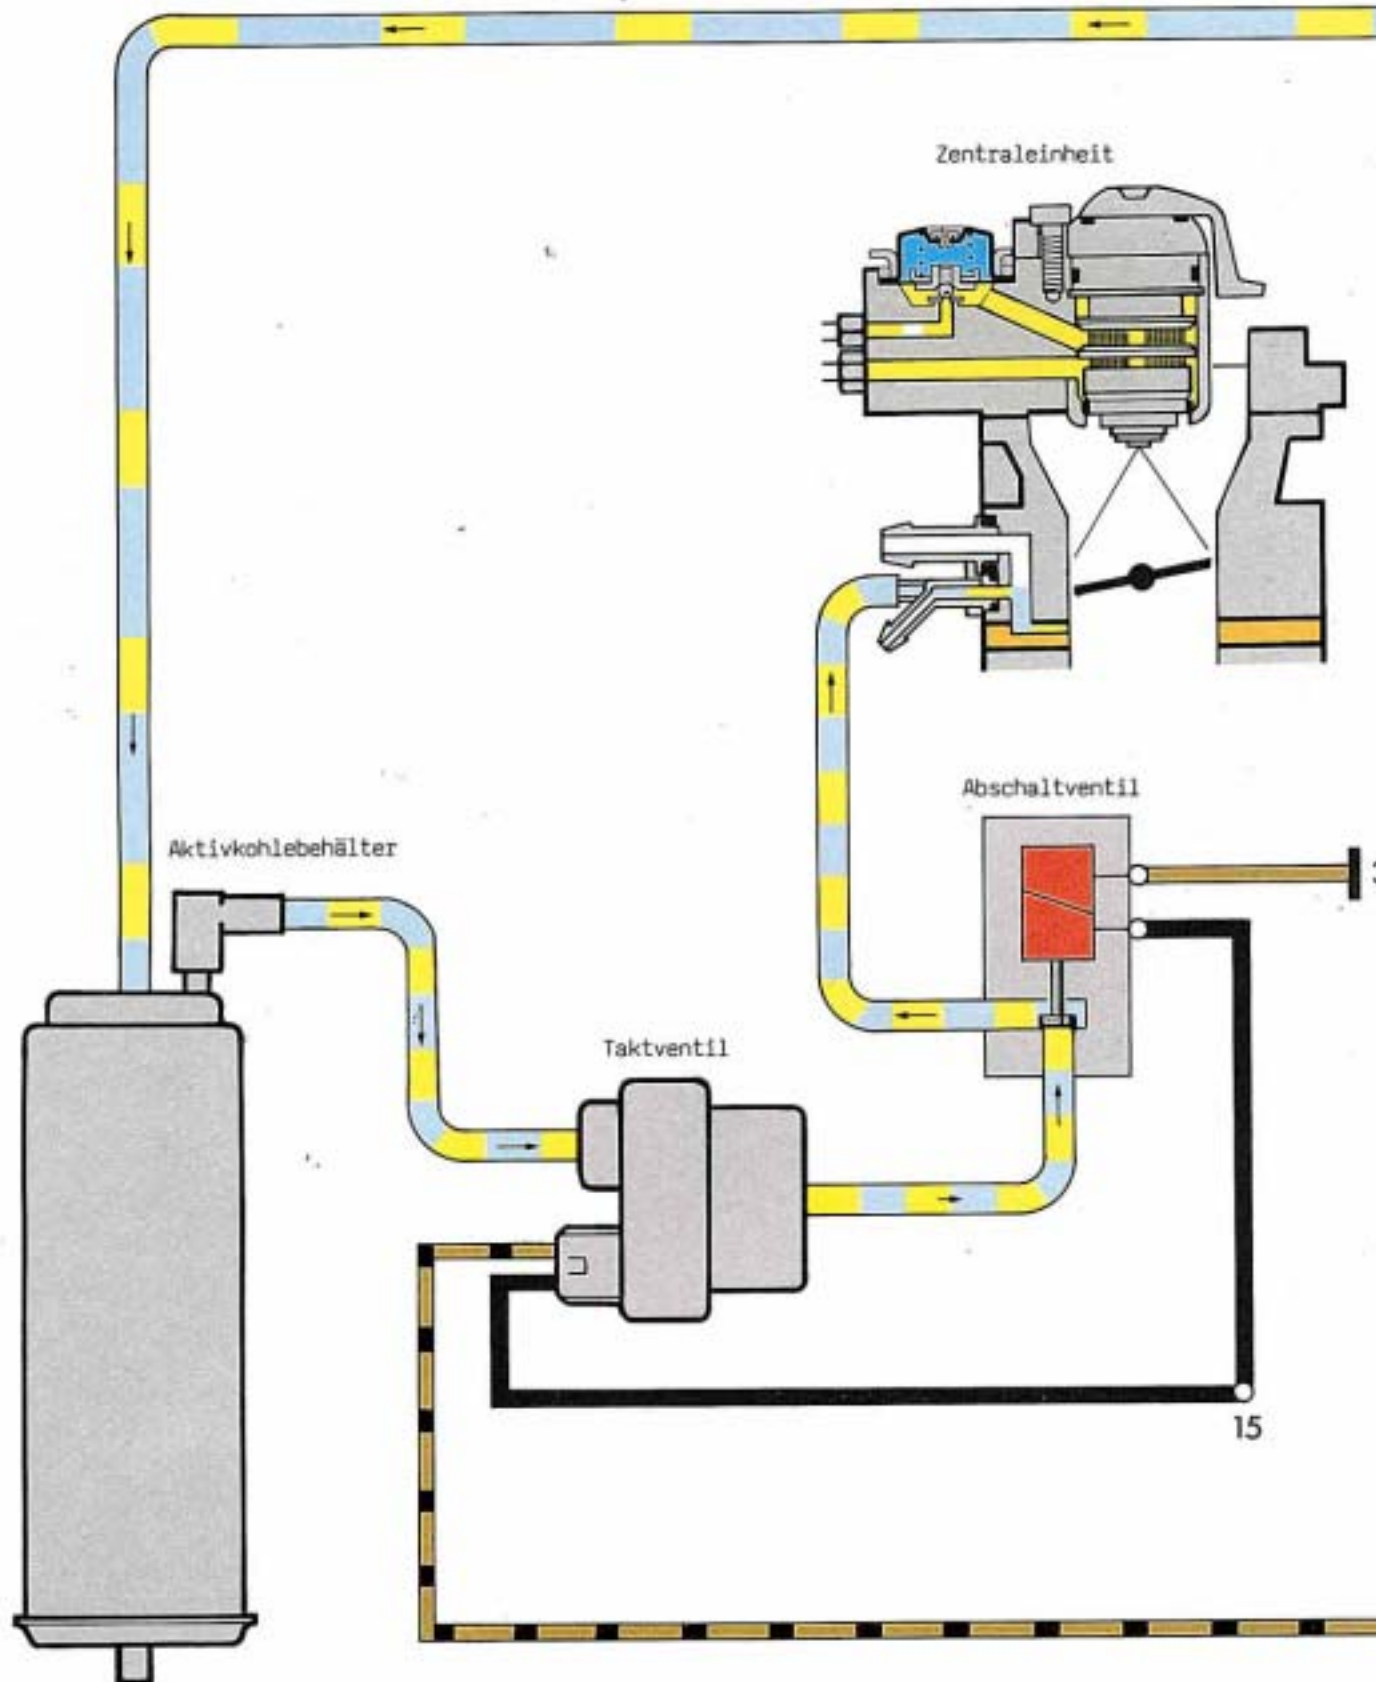 Zentraleinheit
Abschaltventil
Aktivkohlebehälter
Taktventil
15